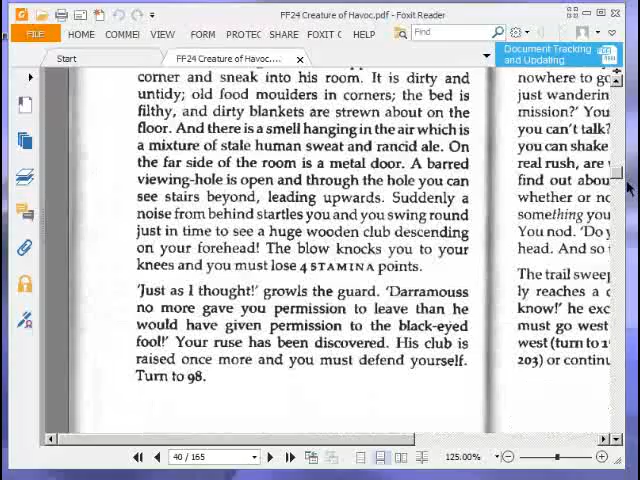 FF24 Creature of Havoc.pdf - Foxit Reader
FILE
HOME
COMME
FORM
PROTEC
SHARE
FOXIT C
HELP
Find
Start
FF24 Creature of Havoc....
Document Tracking
and Updating
corner and sneak into his room. It is dirty and
untidy; old food moulders in corners; the bed is
filthy, and dirty blankets are strewn about on the
floor. And there is a smell hanging in the air which is
a mixture of stale human sweat and rancid ale. On
the far side of the room is a metal door. A barred
viewing-hole is open and through the hole you can
see stairs beyond, leading upwards. Suddenly a
noise from behind startles you and you swing round
just in time to see a huge wooden club descending
on your forehead! The blow knocks you to your
knees and you must lose 4 STAMINA points.
'Just as I thought!' growls the guard. 'Darramouss
no more gave you permission to leave than he
would have given permission to the black-eyed
fool!' Your ruse has been discovered. His club is
raised once more and you must defend yourself.
Turn to 98.
nowhere to go
just wanderin
mission?' You
you can't talk?
you can shake
real rush, are
find out abou
whether or no
something you
You nod. 'Do y
head. And so
The trail sweep
ly reaches a c
know!' he exc
must go west
west (turn to 1
203) or continu
40 / 165
125.00%